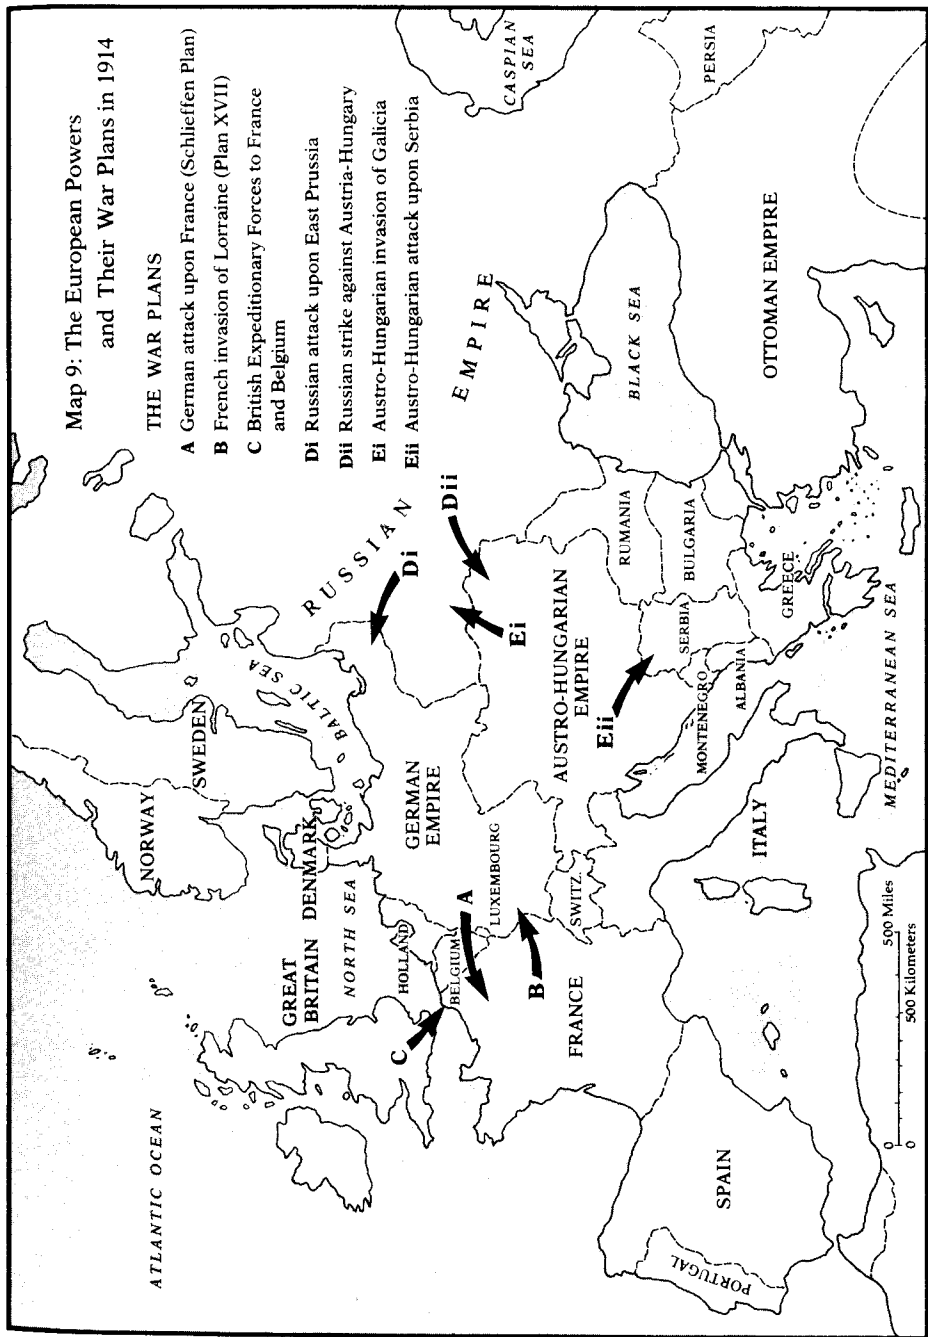 Map 9: The European Powers
and Their War Plans in 1914
THE WAR PLANS
A German attack upon France (Schlieffen Plan)
B French invasion of Lorraine (Plan XVII)
C British Expeditionary Forces to France
and Belgium
Di Russian attack upon East Prussia
Dii Russian strike against Austria-Hungary
Ei Austro-Hungarian invasion of Galicia
Eii Austro-Hungarian attack upon Serbia
ATLANTIC OCEAN
NORWAY
SWEDEN
BALTIC SEA
RUSSIAN
EMPIRE
GREAT
BRITAIN
DENMARK
NORTH SEA
HOLLAND
BELGIUM
LUXEMBOURG
GERMAN
EMPIRE
A
B
C
Di
Dii
Ei
Eii
FRANCE
SWITZ.
AUSTRO-HUNGARIAN
EMPIRE
RUMANIA
BULGARIA
SERBIA
MONTENEGRO
ALBANIA
GREECE
BLACK SEA
CASPIAN
SEA
PERSIA
OTTOMAN EMPIRE
PORTUGAL
SPAIN
ITALY
MEDITERRANEAN SEA
0 500 Miles
0 500 Kilometers